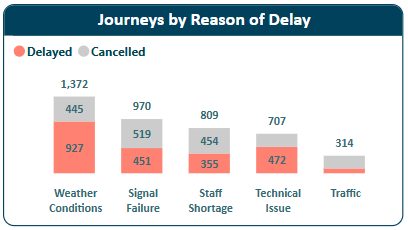 Journeys by Reason of Delay
Delayed Cancelled
1,372
970
809
707
314
445
519
454
927
451
355
472
Weather Conditions
Signal Failure
Staff Shortage
Technical Issue
Traffic